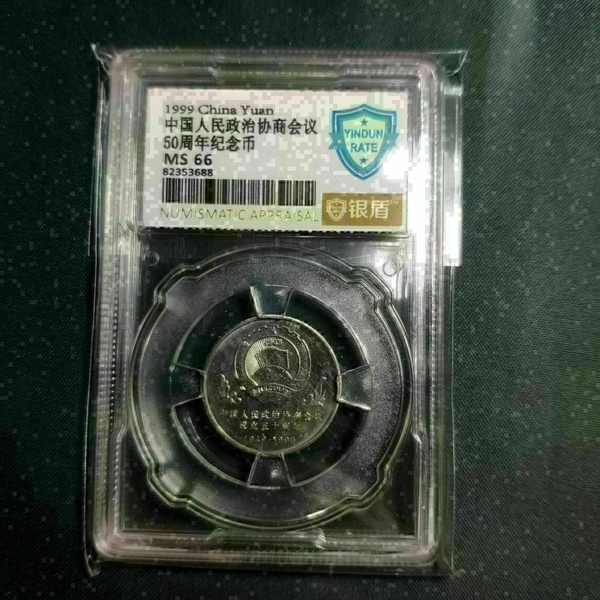 1999 China Yuan
中国人民政治协商会议
50周年纪念币
MS 66
82353688
YINDUN
RATE
NUMISMATIC APPRAISAL
银盾
中国人民政治协商会议
成立五十周年
1949-1999